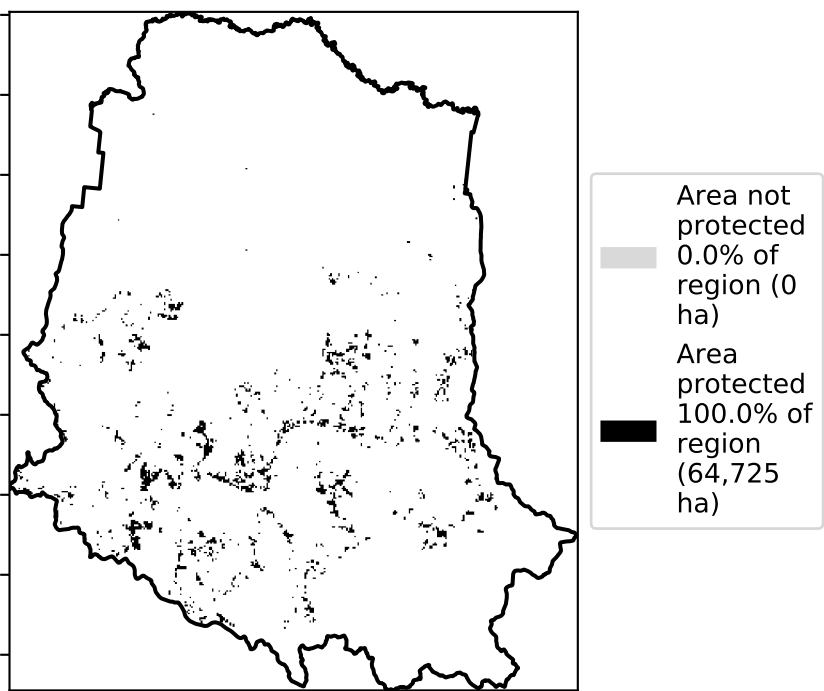 Area not
protected
0.0% of
region (0
ha)
Area
protected
100.0% of
region
(64,725
ha)